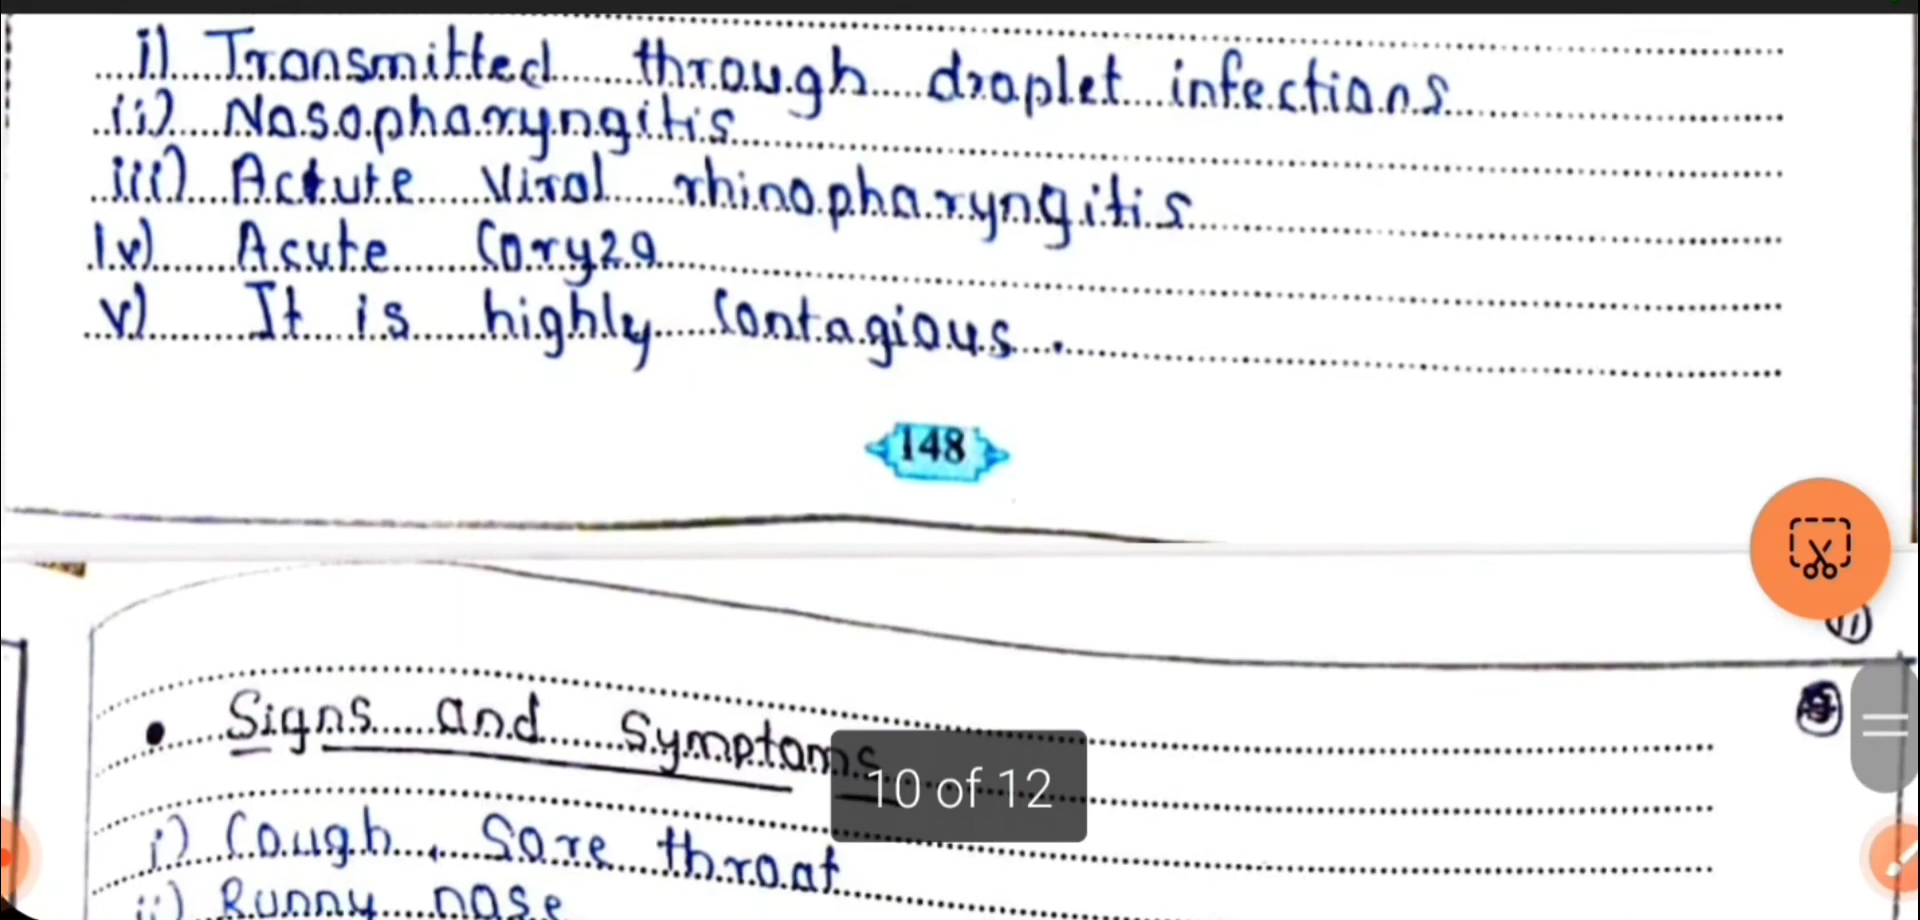 i) Transmitted through droplet infections
ii) Nasopharyngitis
iii) Actute Viral rhinopharyngitis
iv) Acute Coryza
v) It is highly Contagious.
148
11
• Signs and Symptoms
10 of 12
i) Cough, Sore throat
ii) Runny nose